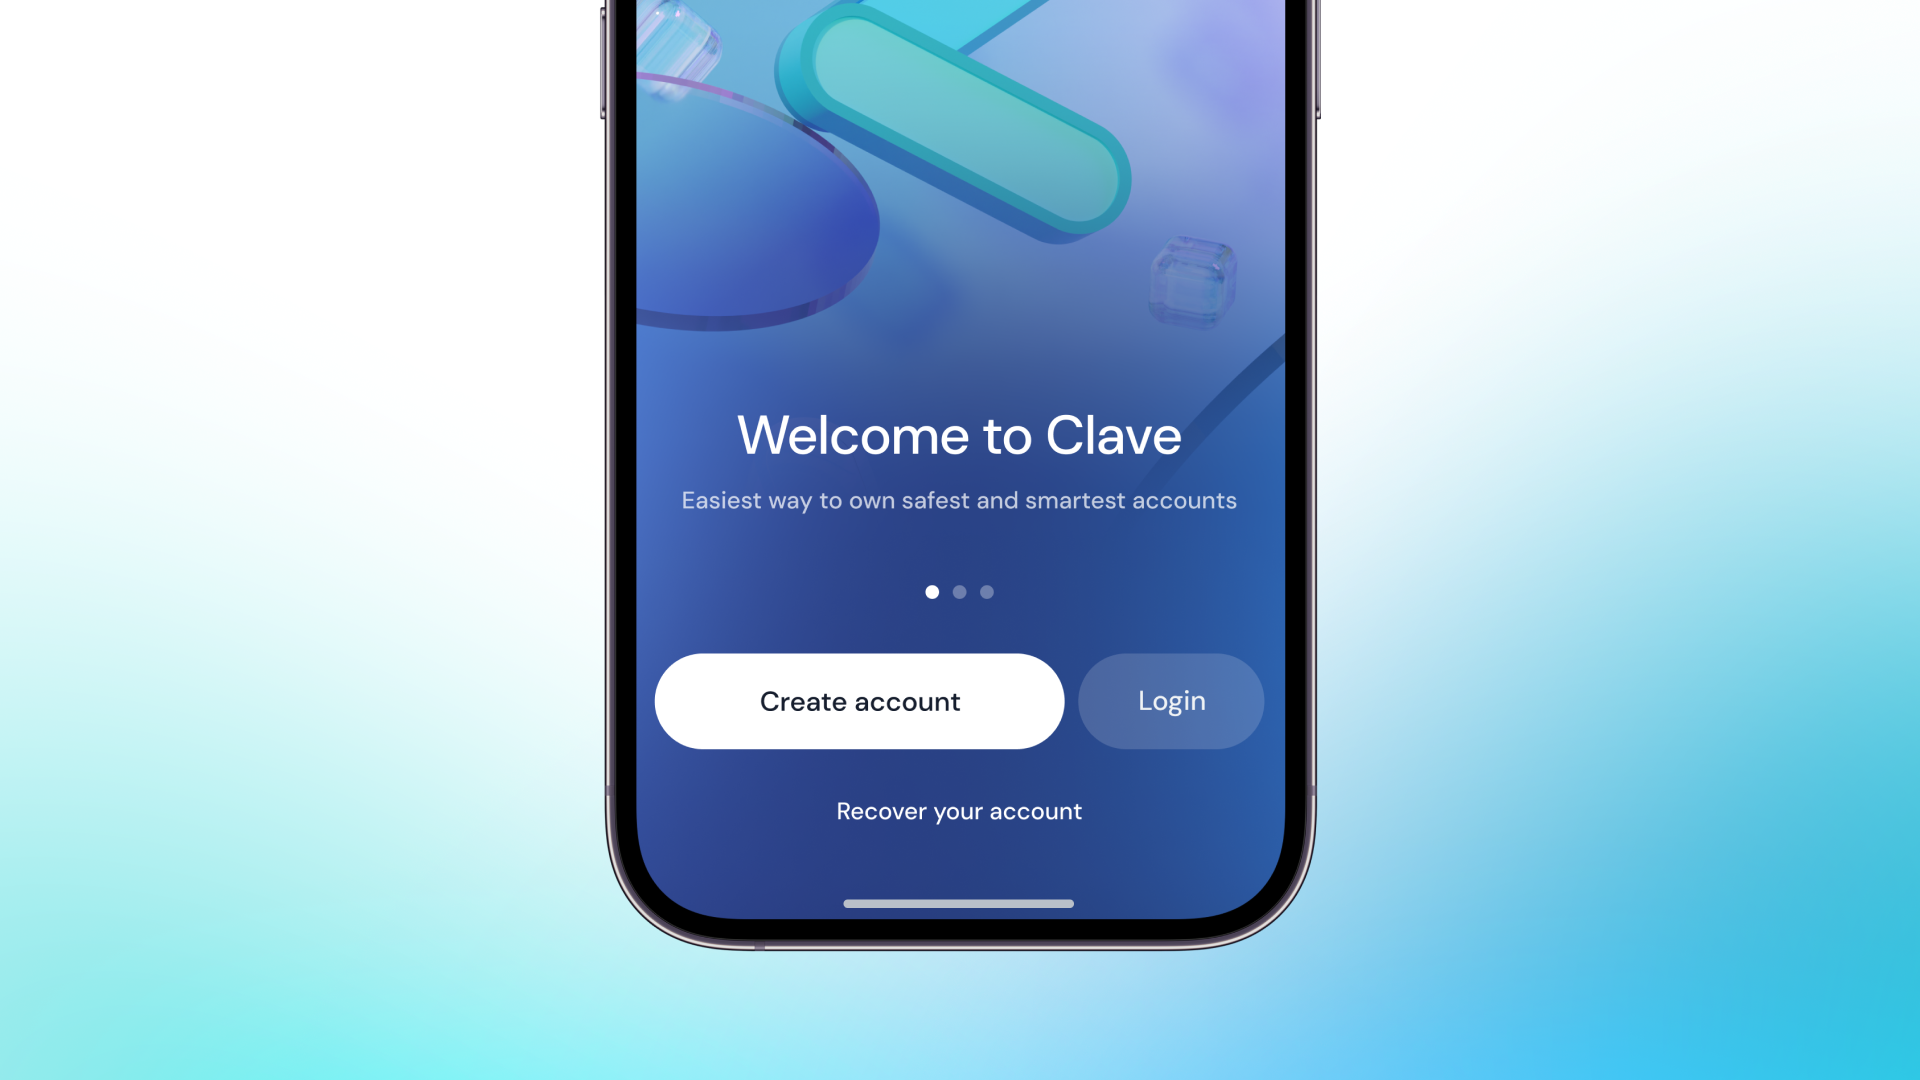 Welcome to Clave
Easiest way to own safest and smartest accounts
Create account
Login
Recover your account